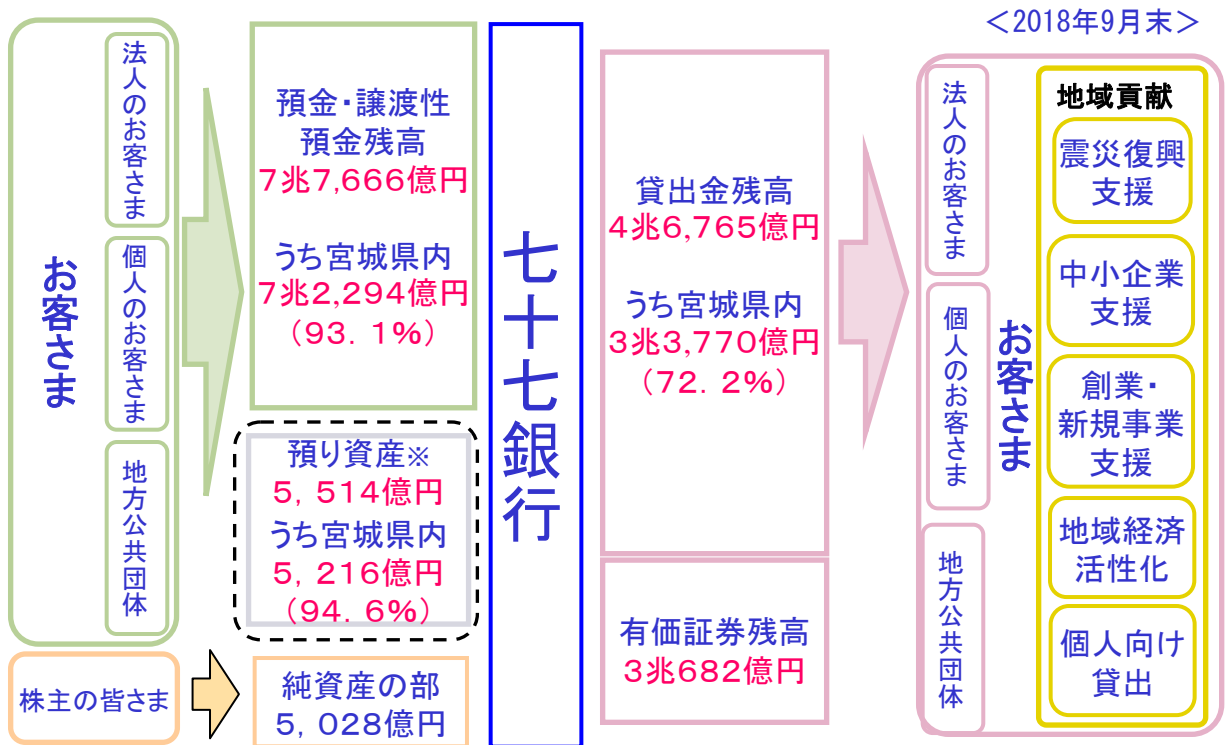 ＜2018年9月末＞
お客さま
法人のお客さま
個人のお客さま
地方公共団体
株主の皆さま
預金・譲渡性
預金残高
7兆7,666億円
うち宮城県内
7兆2,294億円
（93．1％）
預り資産※
5，514億円
うち宮城県内
5，216億円
（94．6％）
純資産の部
5，028億円
七十七銀行
貸出金残高
4兆6,765億円
うち宮城県内
3兆3,770億円
（72．2％）
有価証券残高
3兆682億円
法人のお客さま
個人のお客さま
地方公共団体
お客さま
地域貢献
震災復興
支援
中小企業
支援
創業・
新規事業
支援
地域経済
活性化
個人向け
貸出